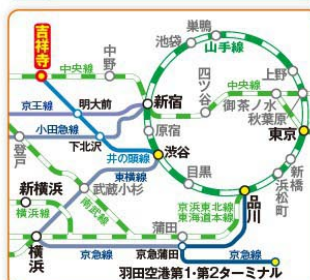 巣鴨
池袋
山手線
吉祥寺
中野
中央線
四ツ谷
中央線
上野
京王線
明大前
新宿
御茶ノ水
秋葉原
小田急線
原宿
東京
登戸
下北沢
井の頭線
渋谷
新橋
東横線
目黒
浜松町
新横浜
武蔵小杉
品川
横浜線
南武線
京浜東北線
東海道本線
蒲田
横浜
京急線
京急蒲田
京急線
羽田空港第1・第2ターミナル